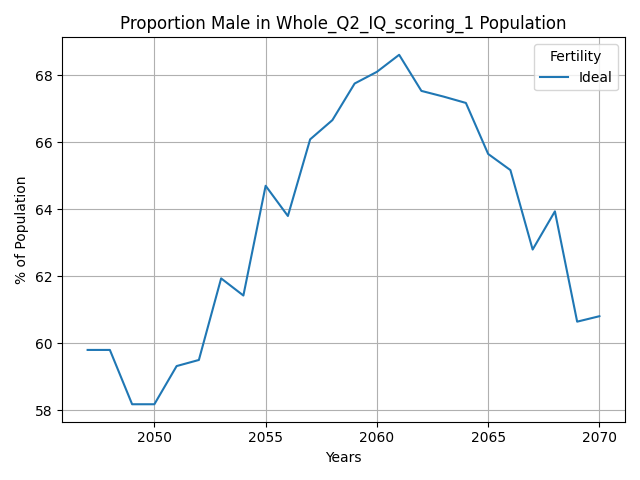 Proportion Male in Whole_Q2_IQ_scoring_1 Population
Fertility
Ideal
% of Population
68
66
64
62
60
58
2050 2055 2060 2065 2070
Years